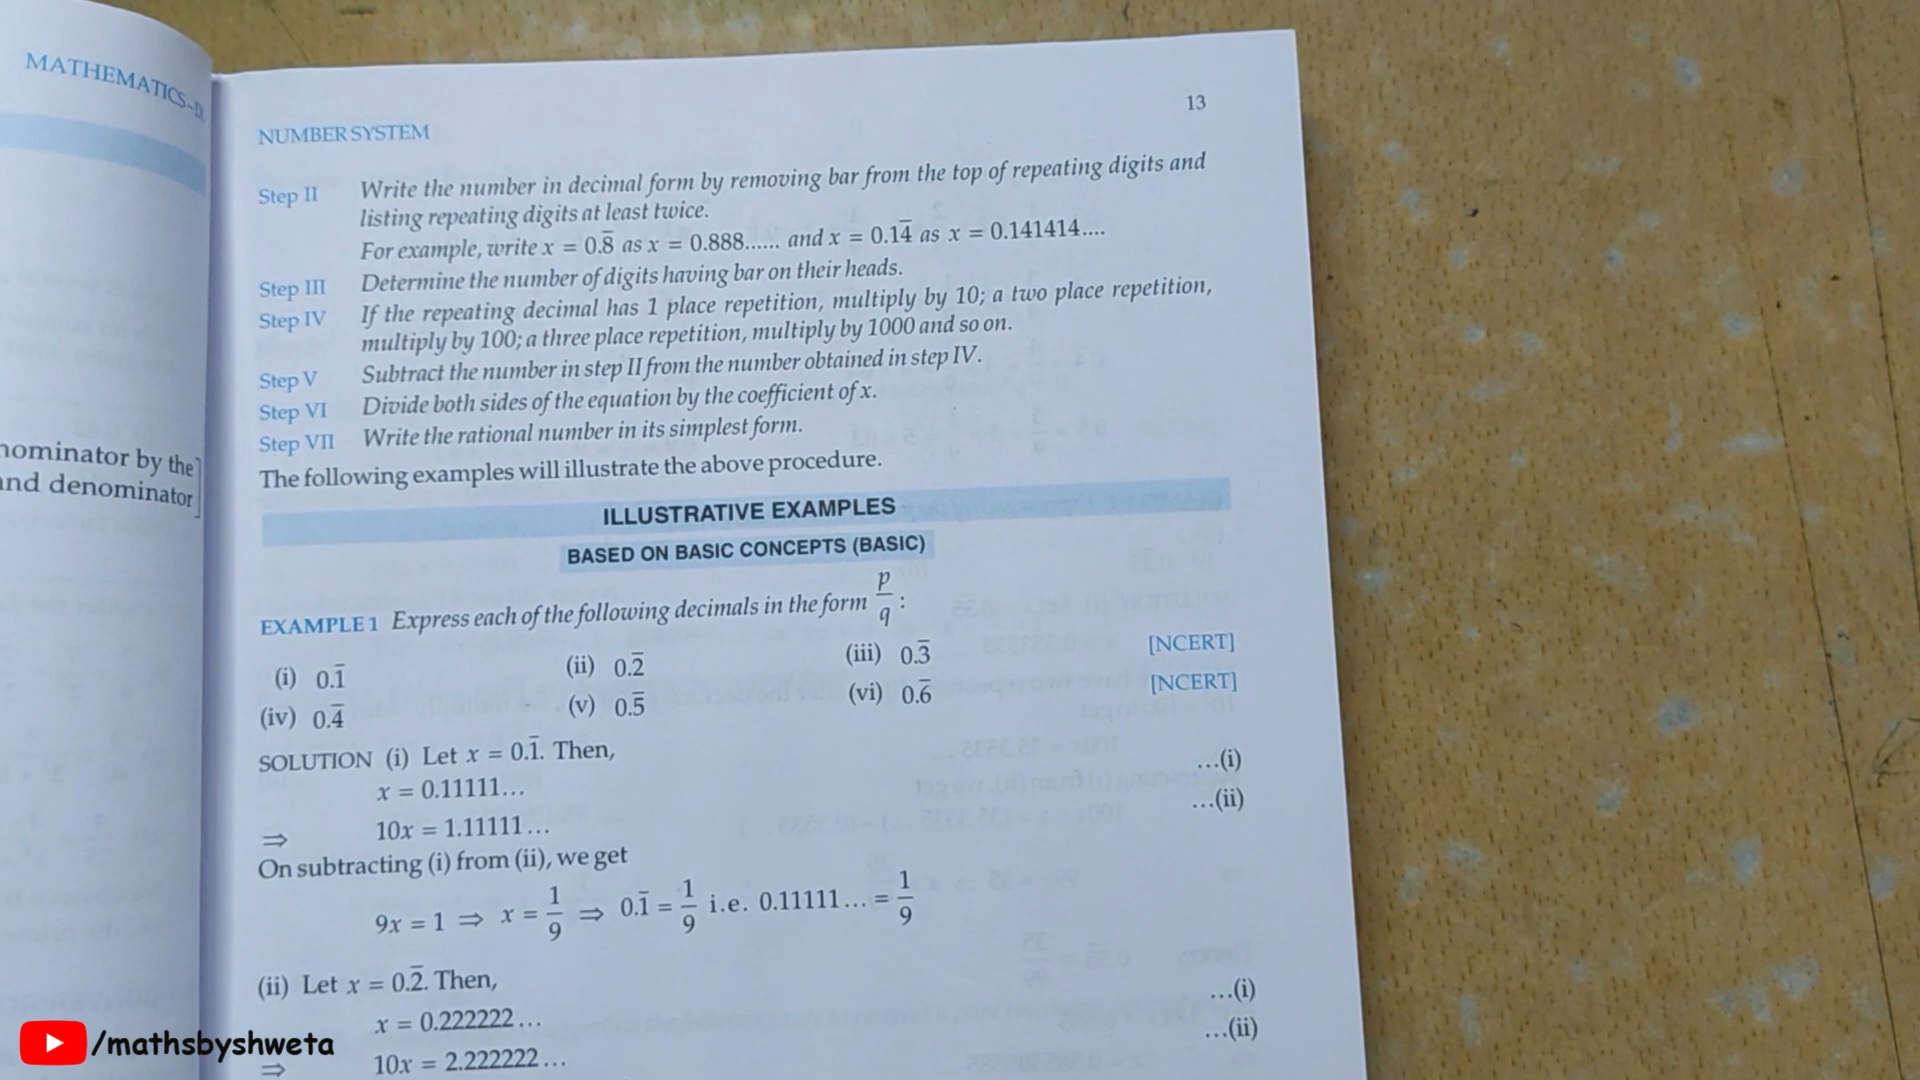 MATHEMATICS–IX
nominator by the
and denominator
13
NUMBER SYSTEM
Step II Write the number in decimal form by removing bar from the top of repeating digits and
listing repeating digits at least twice.
For example, write x = 0.8̅ as x = 0.888...... and x = 0.1̅4̅ as x = 0.141414....
Step III Determine the number of digits having bar on their heads.
Step IV If the repeating decimal has 1 place repetition, multiply by 10; a two place repetition,
multiply by 100; a three place repetition, multiply by 1000 and so on.
Step V Subtract the number in step II from the number obtained in step IV.
Step VI Divide both sides of the equation by the coefficient of x.
Step VII Write the rational number in its simplest form.
The following examples will illustrate the above procedure.
ILLUSTRATIVE EXAMPLES
BASED ON BASIC CONCEPTS (BASIC)
EXAMPLE 1 Express each of the following decimals in the form p/q :
(i) 0.1̅ (ii) 0.2̅ (iii) 0.3̅ [NCERT]
(iv) 0.4̅ (v) 0.5̅ (vi) 0.6̅ [NCERT]
SOLUTION (i) Let x = 0.1̅. Then,
x = 0.11111... ...(i)
⇒ 10x = 1.11111... ...(ii)
On subtracting (i) from (ii), we get
9x = 1 ⇒ x = 1/9 ⇒ 0.1̅ = 1/9 i.e. 0.11111... = 1/9
(ii) Let x = 0.2̅. Then,
x = 0.222222... ...(i)
⇒ 10x = 2.222222... ...(ii)
/mathsbyshweta